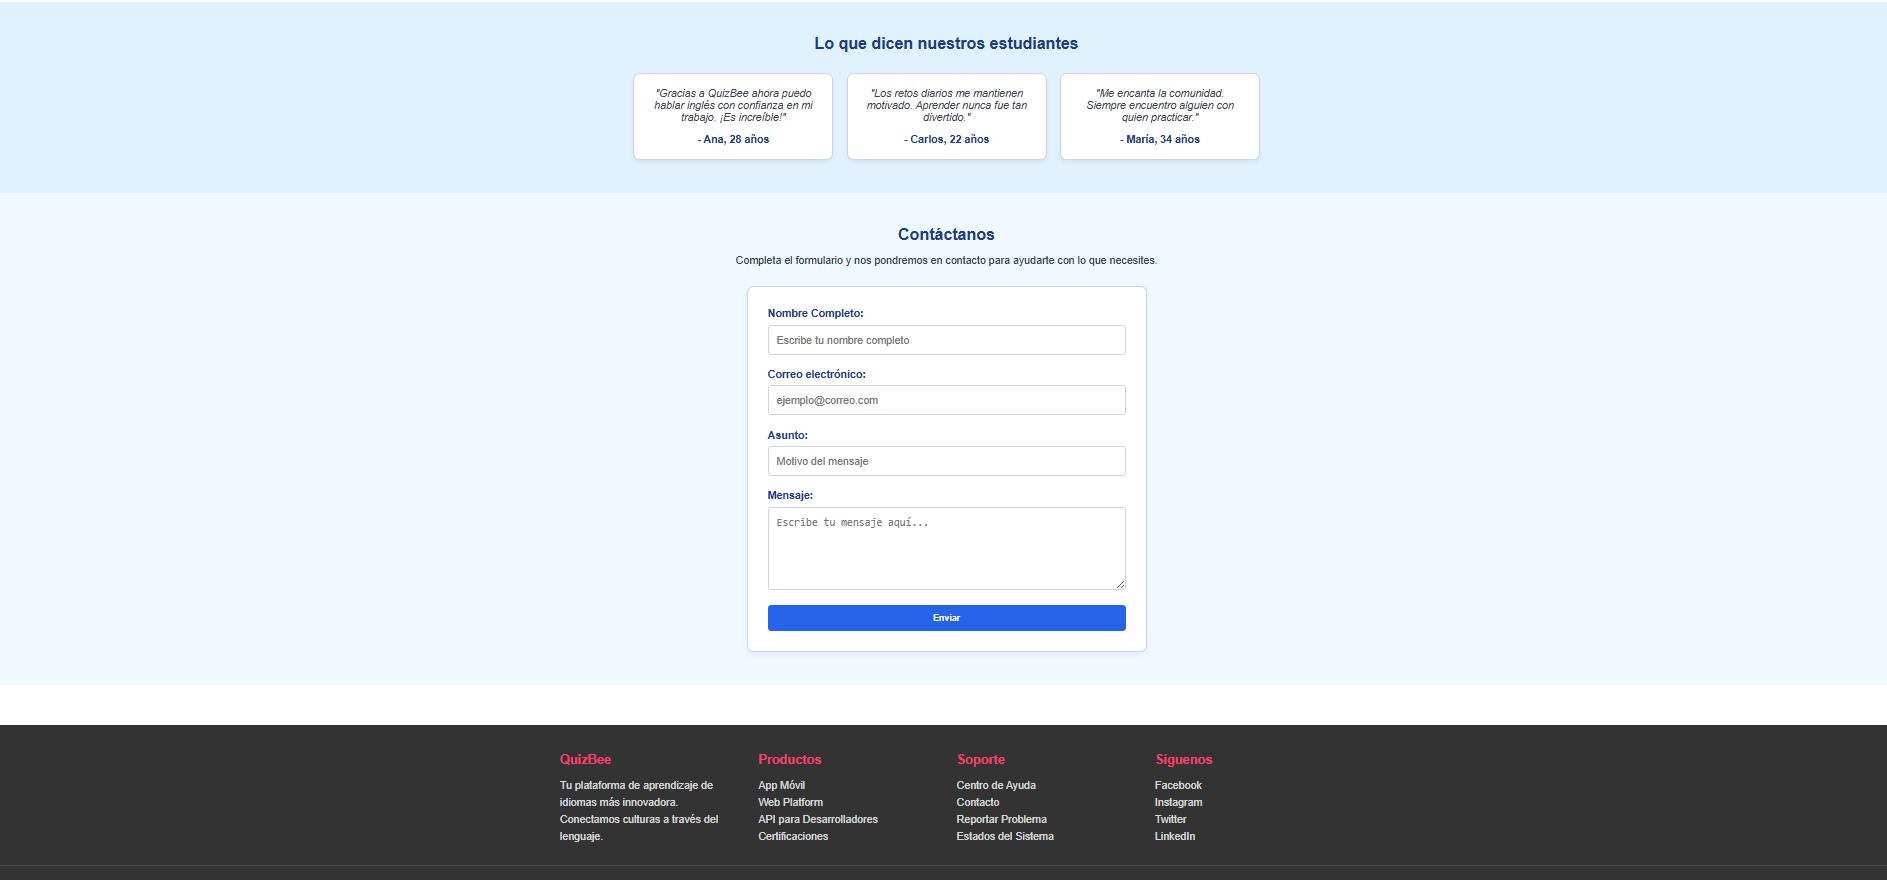 Lo que dicen nuestros estudiantes
"Gracias a QuizBee ahora puedo
hablar inglés con confianza en mi
trabajo. ¡Es increíble!"
- Ana, 28 años
"Los retos diarios me mantienen
motivado. Aprender nunca fue tan
divertido."
- Carlos, 22 años
"Me encanta la comunidad.
Siempre encuentro alguien con
quien practicar."
- María, 34 años
Contáctanos
Completa el formulario y nos pondremos en contacto para ayudarte con lo que necesites.
Nombre Completo:
Escribe tu nombre completo
Correo electrónico:
ejemplo@correo.com
Asunto:
Motivo del mensaje
Mensaje:
Escribe tu mensaje aquí...
Enviar
QuizBee
Tu plataforma de aprendizaje de
idiomas más innovadora.
Conectamos culturas a través del
lenguaje.
Productos
App Móvil
Web Platform
API para Desarrolladores
Certificaciones
Soporte
Centro de Ayuda
Contacto
Reportar Problema
Estados del Sistema
Síguenos
Facebook
Instagram
Twitter
LinkedIn